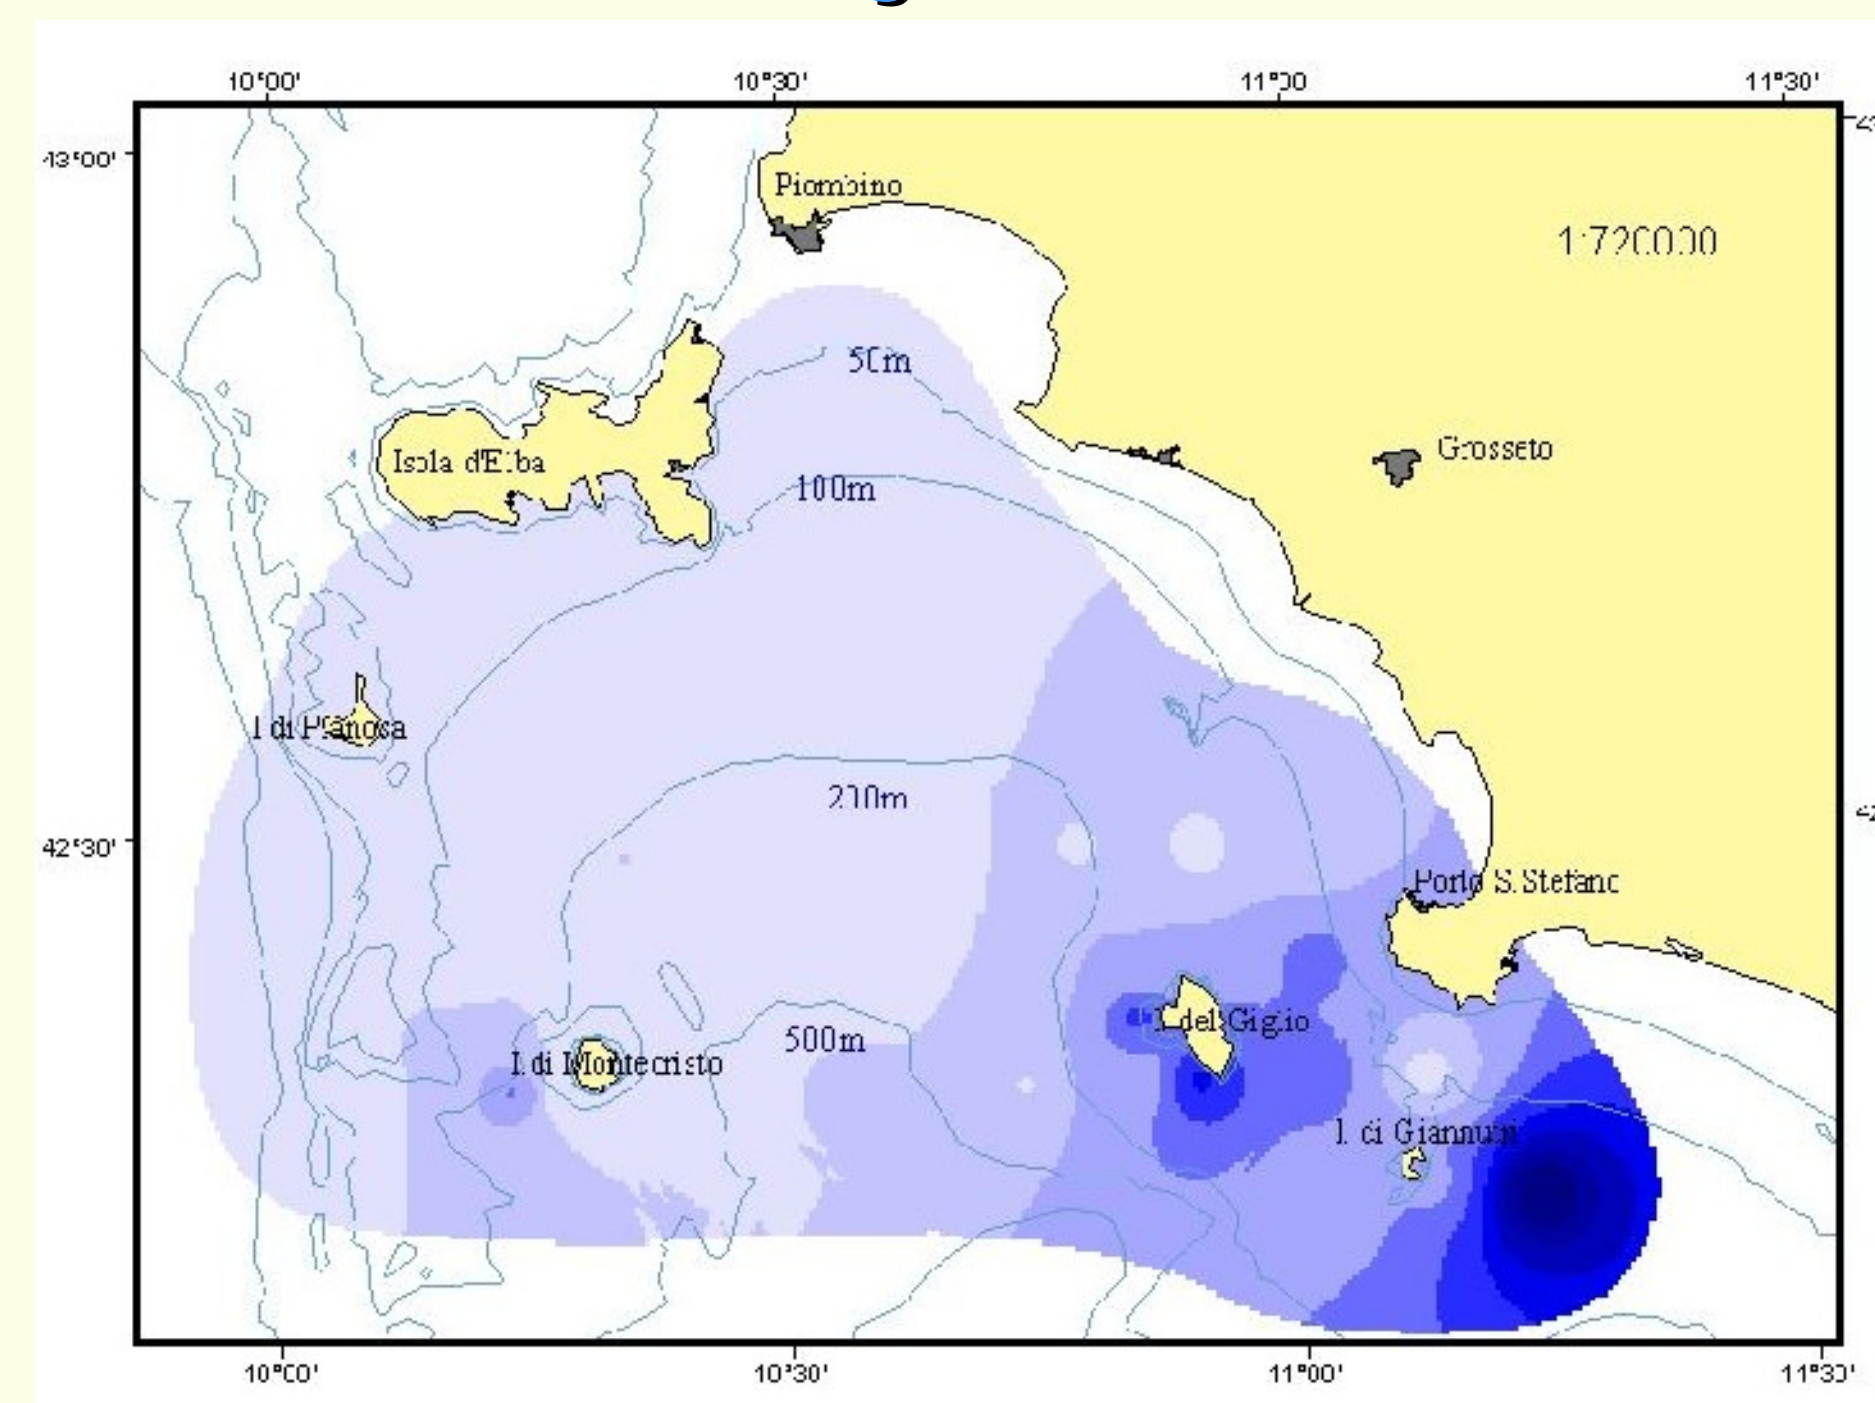 10°00' 10°30' 11°00 11°30'
43°00'
Piombino
1:720000
50m
Grosseto
Isola d'Elba
100m
I di Pianosa
200m
42°30'
Porto S. Stefano
I. del Giglio
500m
I. di Montecristo
I. di Giannutri
10°00' 10°30' 11°00' 11°30'